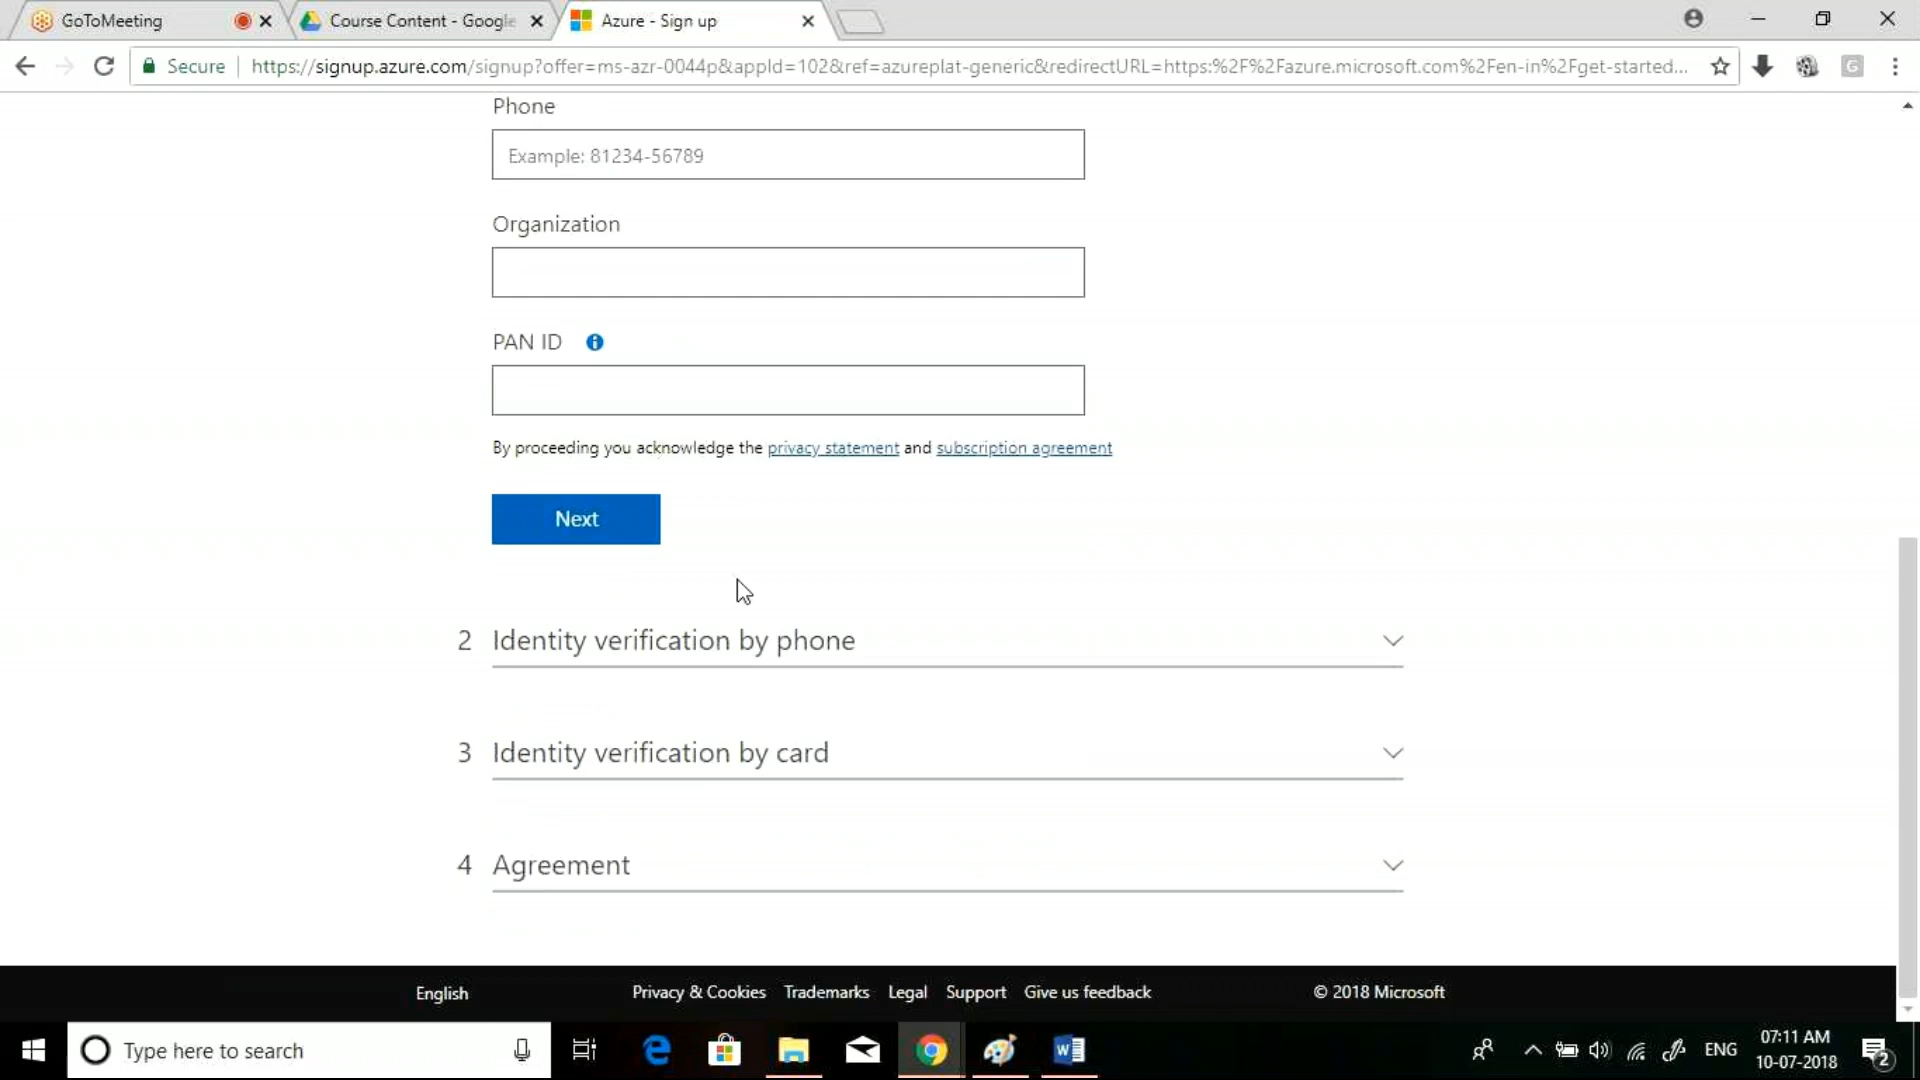 GoToMeeting
Course Content - Google
Azure - Sign up
Secure
https://signup.azure.com/signup?offer=ms-azr-0044p&appId=102&ref=azureplat-generic&redirectURL=https:%2F%2Fazure.microsoft.com%2Fen-in%2Fget-started...
G
Phone
Example: 81234-56789
Organization
PAN ID
By proceeding you acknowledge the privacy statement and subscription agreement
Next
2 Identity verification by phone
3 Identity verification by card
4 Agreement
English Privacy & Cookies Trademarks Legal Support Give us feedback © 2018 Microsoft
Type here to search
ENG
07:11 AM
10-07-2018
2